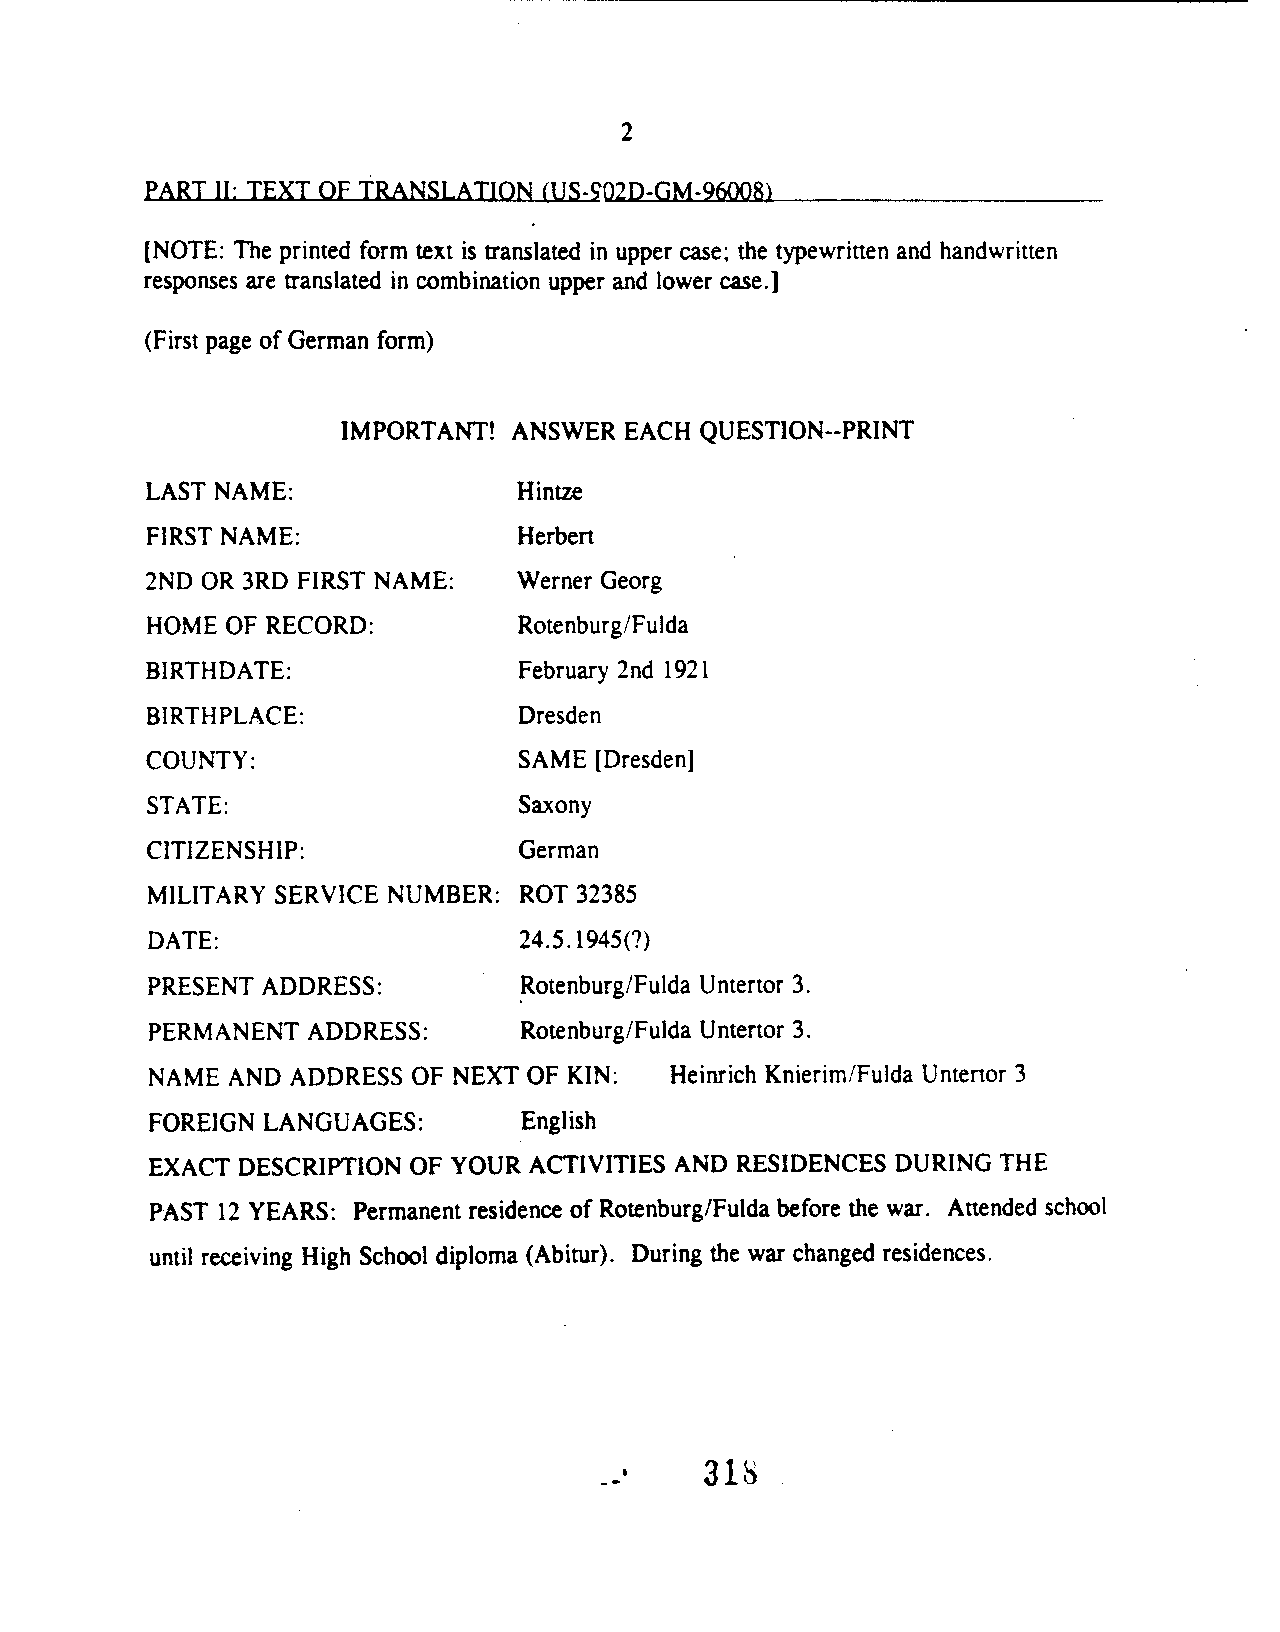 2
PART II: TEXT OF TRANSLATION (US-902D-GM-96008)
[NOTE: The printed form text is translated in upper case; the typewritten and handwritten
responses are translated in combination upper and lower case.]
(First page of German form)
IMPORTANT! ANSWER EACH QUESTION--PRINT
LAST NAME: Hintze
FIRST NAME: Herbert
2ND OR 3RD FIRST NAME: Werner Georg
HOME OF RECORD: Rotenburg/Fulda
BIRTHDATE: February 2nd 1921
BIRTHPLACE: Dresden
COUNTY: SAME [Dresden]
STATE: Saxony
CITIZENSHIP: German
MILITARY SERVICE NUMBER: ROT 32385
DATE: 24.5.1945(?)
PRESENT ADDRESS: Rotenburg/Fulda Untertor 3.
PERMANENT ADDRESS: Rotenburg/Fulda Untertor 3.
NAME AND ADDRESS OF NEXT OF KIN: Heinrich Knierim/Fulda Untertor 3
FOREIGN LANGUAGES: English
EXACT DESCRIPTION OF YOUR ACTIVITIES AND RESIDENCES DURING THE
PAST 12 YEARS: Permanent residence of Rotenburg/Fulda before the war. Attended school
until receiving High School diploma (Abitur). During the war changed residences.
318